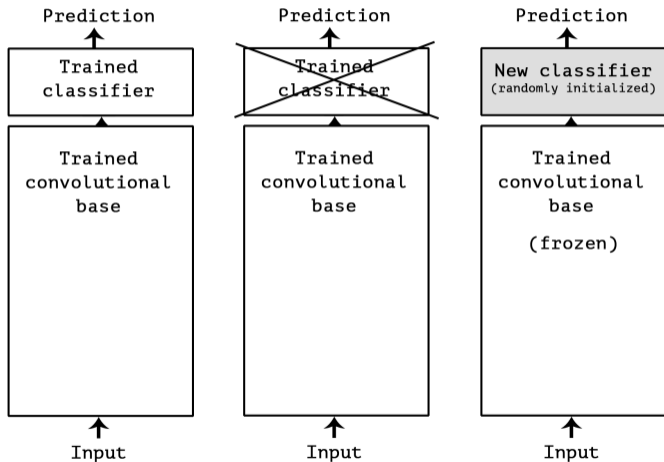 Prediction
Trained
classifier
Trained
convolutional
base
Input
Prediction
Trained
classifier
Trained
convolutional
base
Input
Prediction
New classifier
(randomly initialized)
Trained
convolutional
base
(frozen)
Input